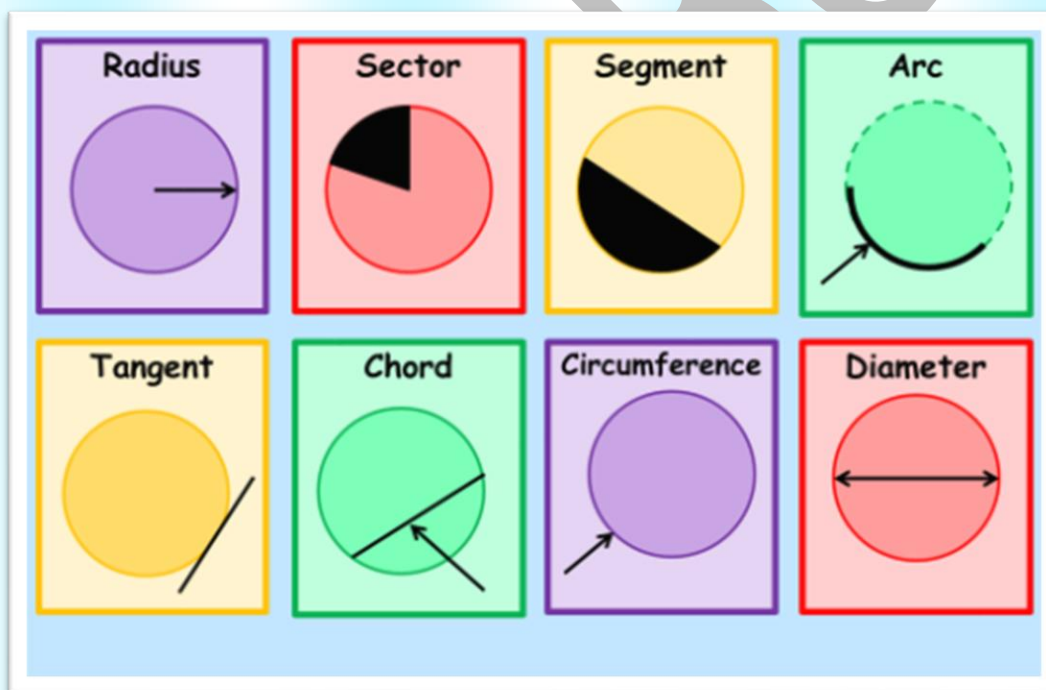 Radius
Sector
Segment
Arc
Tangent
Chord
Circumference
Diameter